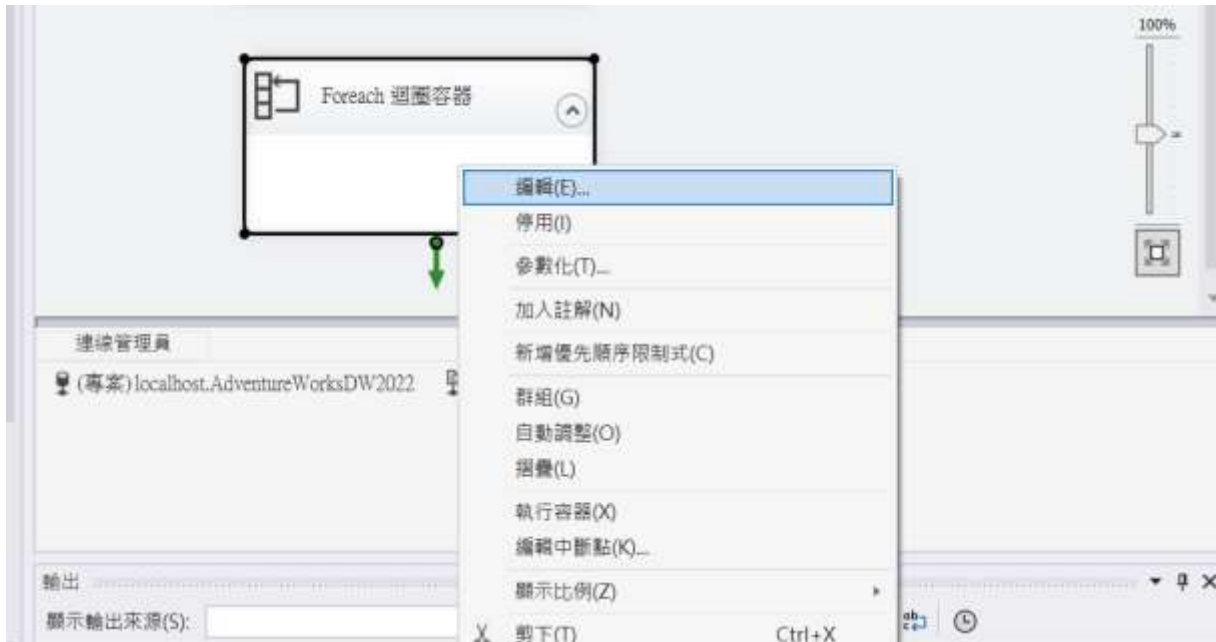 100%
Foreach 迴圈容器
編輯(E)...
停用(I)
參數化(T)...
加入註解(N)
連線管理員
新增優先順序限制式(C)
(專案) localhost.AdventureWorksDW2022
群組(G)
自動調整(O)
摺疊(L)
執行容器(X)
編輯中斷點(K)...
輸出
顯示比例(Z)
顯示輸出來源(S):
剪下(T) Ctrl+X